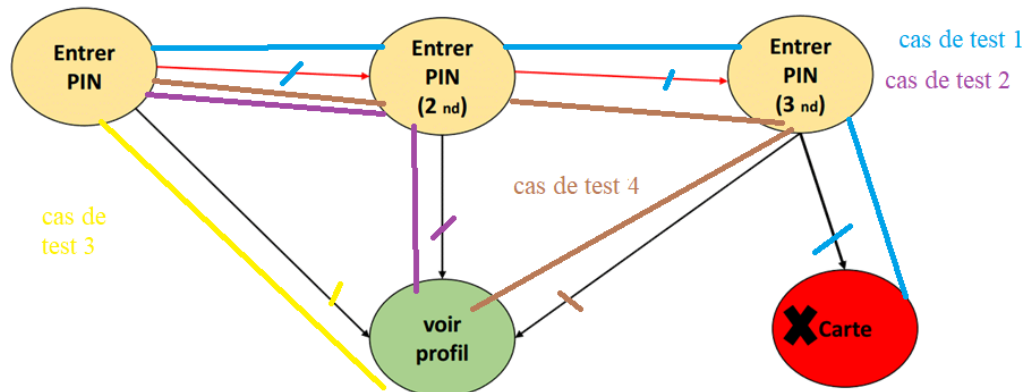 Entrer
PIN
Entrer
PIN
(2 nd)
Entrer
PIN
(3 nd)
cas de test 1
cas de test 2
cas de test 4
cas de
test 3
voir
profil
Carte